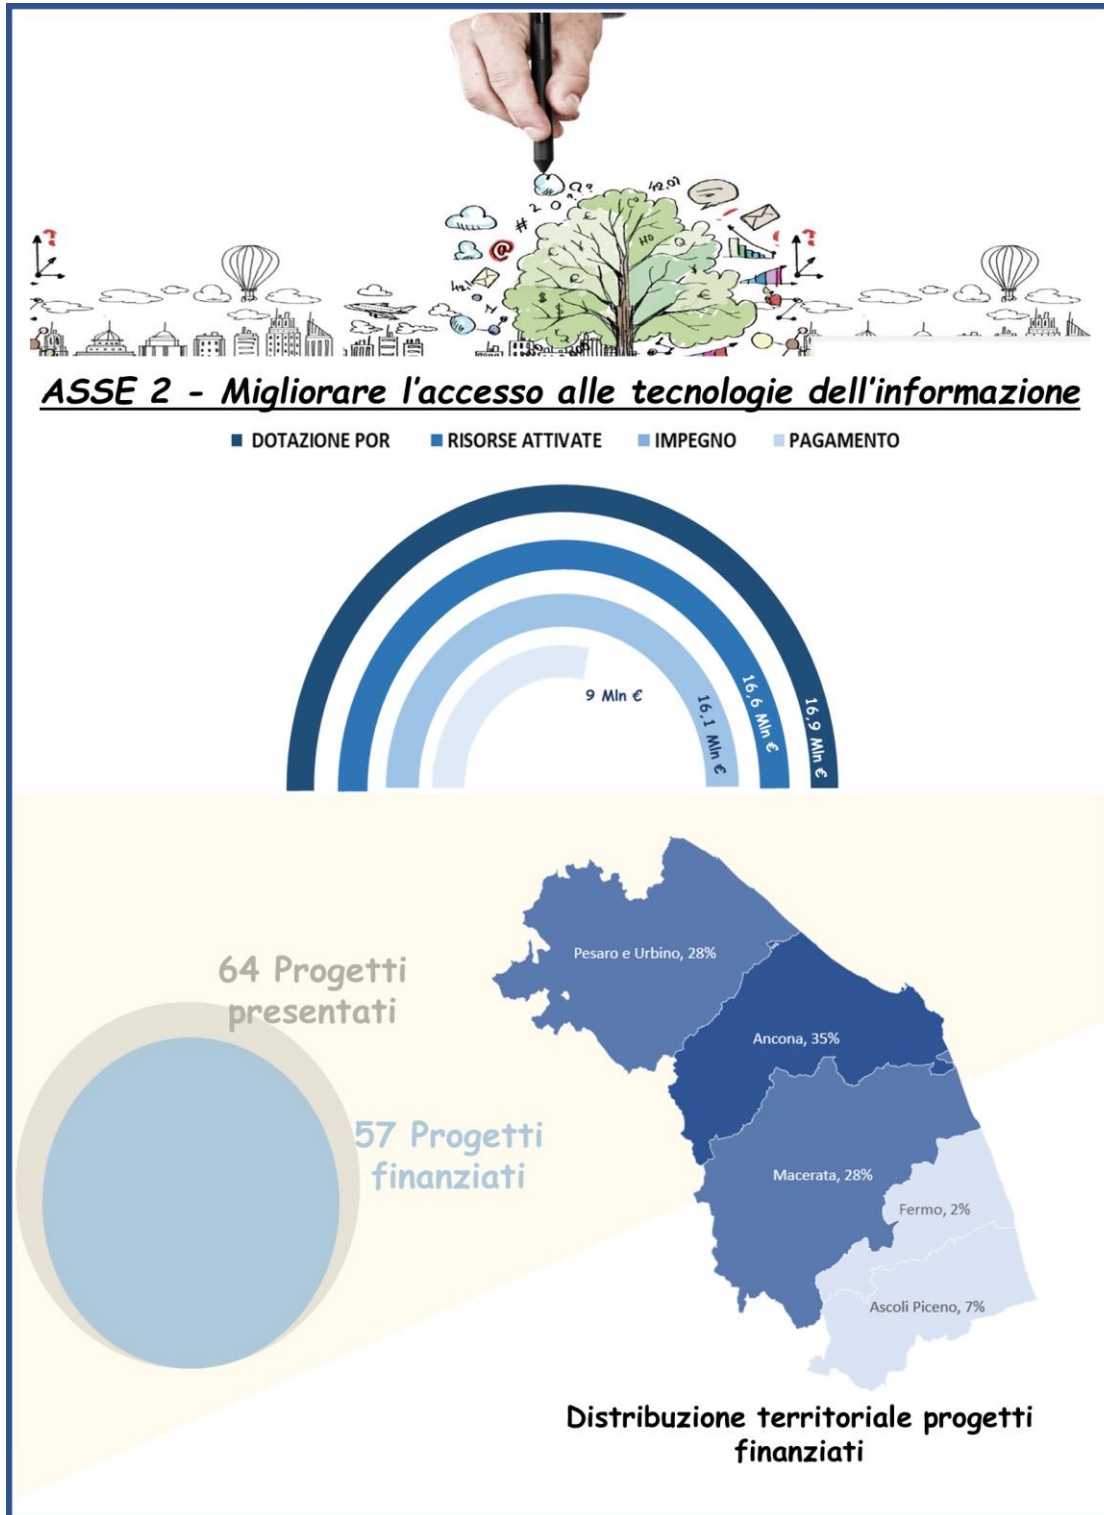 ASSE 2 - Migliorare l'accesso alle tecnologie dell'informazione
DOTAZIONE POR RISORSE ATTIVATE IMPEGNO PAGAMENTO
9 Mln €
16,1 Mln €
16,6 Mln €
16,9 Mln €
64 Progetti
presentati
57 Progetti
finanziati
Pesaro e Urbino, 28%
Ancona, 35%
Macerata, 28%
Fermo, 2%
Ascoli Piceno, 7%
Distribuzione territoriale progetti
finanziati